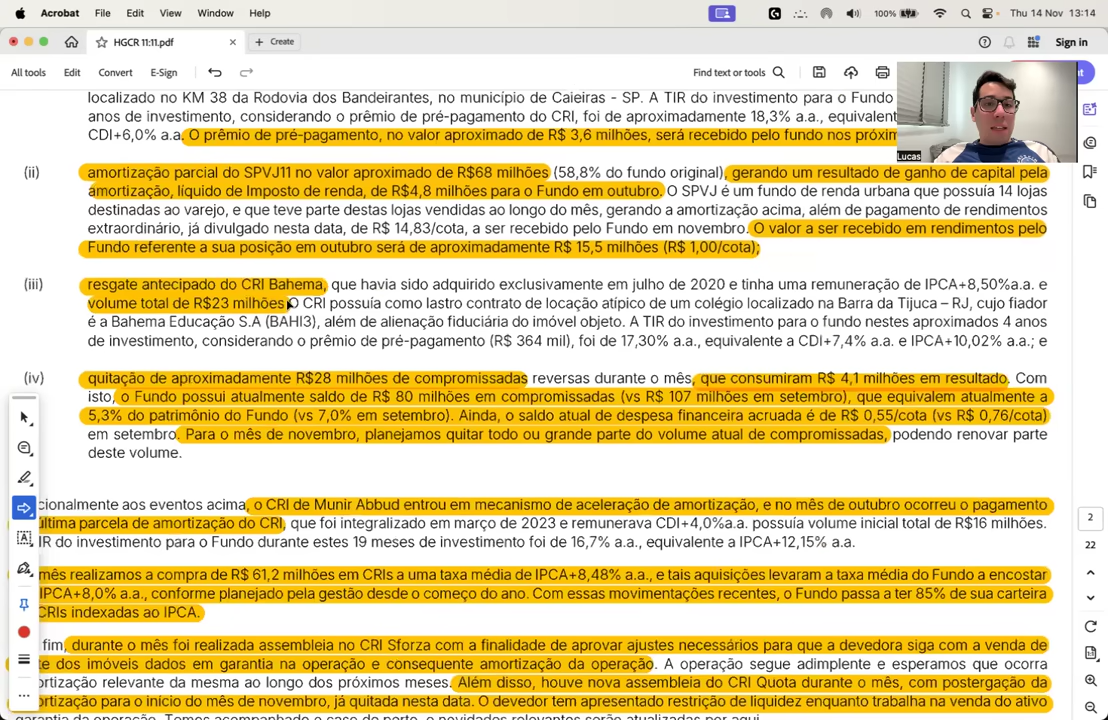 Acrobat File Edit View Window Help 100% Thu 14 Nov 13:14
HGCR 11:11.pdf Create Sign in
All tools Edit Convert E-Sign Find text or tools
localizado no KM 38 da Rodovia dos Bandeirantes, no município de Caieiras - SP. A TIR do investimento para o Fundo
anos de investimento, considerando o prêmio de pré-pagamento do CRI, foi de aproximadamente 18,3% a.a., equivalent
CDI+6,0% a.a. O prêmio de pré-pagamento, no valor aproximado de R$ 3,6 milhões, será recebido pelo fundo nos próxim
Lucas
(ii) amortização parcial do SPVJ11 no valor aproximado de R$68 milhões (58,8% do fundo original), gerando um resultado de ganho de capital pela
amortização, líquido de Imposto de renda, de R$4,8 milhões para o Fundo em outubro. O SPVJ é um fundo de renda urbana que possuía 14 lojas
destinadas ao varejo, e que teve parte destas lojas vendidas ao longo do mês, gerando a amortização acima, além de pagamento de rendimentos
extraordinário, já divulgado nesta data, de R$ 14,83/cota, a ser recebido pelo Fundo em novembro. O valor a ser recebido em rendimentos pelo
Fundo referente a sua posição em outubro será de aproximadamente R$ 15,5 milhões (R$ 1,00/cota);
(iii) resgate antecipado do CRI Bahema, que havia sido adquirido exclusivamente em julho de 2020 e tinha uma remuneração de IPCA+8,50%a.a. e
volume total de R$23 milhões. O CRI possuía como lastro contrato de locação atípico de um colégio localizado na Barra da Tijuca – RJ, cujo fiador
é a Bahema Educação S.A (BAHI3), além de alienação fiduciária do imóvel objeto. A TIR do investimento para o fundo nestes aproximados 4 anos
de investimento, considerando o prêmio de pré-pagamento (R$ 364 mil), foi de 17,30% a.a., equivalente a CDI+7,4% a.a. e IPCA+10,02% a.a.; e
(iv) quitação de aproximadamente R$28 milhões de compromissadas reversas durante o mês, que consumiram R$ 4,1 milhões em resultado. Com
isto, o Fundo possui atualmente saldo de R$ 80 milhões em compromissadas (vs R$ 107 milhões em setembro), que equivalem atualmente a
5,3% do patrimônio do Fundo (vs 7,0% em setembro). Ainda, o saldo atual de despesa financeira acruada é de R$ 0,55/cota (vs R$ 0,76/cota)
em setembro. Para o mês de novembro, planejamos quitar todo ou grande parte do volume atual de compromissadas, podendo renovar parte
deste volume.
cionalmente aos eventos acima, o CRI de Munir Abbud entrou em mecanismo de aceleração de amortização, e no mês de outubro ocorreu o pagamento
última parcela de amortização do CRI, que foi integralizado em março de 2023 e remunerava CDI+4,0%a.a. possuía volume inicial total de R$16 milhões.
IR do investimento para o Fundo durante estes 19 meses de investimento foi de 16,7% a.a., equivalente a IPCA+12,15% a.a.
mês realizamos a compra de R$ 61,2 milhões em CRIs a uma taxa média de IPCA+8,48% a.a., e tais aquisições levaram a taxa média do Fundo a encostar
IPCA+8,0% a.a., conforme planejado pela gestão desde o começo do ano. Com essas movimentações recentes, o Fundo passa a ter 85% de sua carteira
CRIs indexadas ao IPCA.
fim, durante o mês foi realizada assembleia no CRI Sforza com a finalidade de aprovar ajustes necessários para que a devedora siga com a venda de
te dos imóveis dados em garantia na operação e consequente amortização da operação. A operação segue adimplente e esperamos que ocorra
ortização relevante da mesma ao longo dos próximos meses. Além disso, houve nova assembleia do CRI Quota durante o mês, com postergação da
ortização para o início do mês de novembro, já quitada nesta data. O devedor tem apresentado restrição de liquidez enquanto trabalha na venda do ativo
2
22